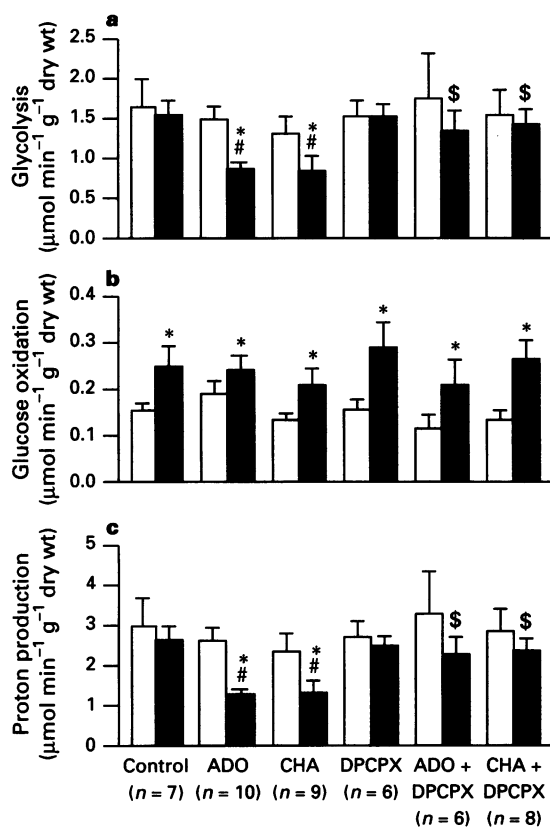 a
Glycolysis
(μmol min⁻¹ g⁻¹ dry wt)
2.5
2.0
1.5
1.0
0.5
0.0
*
#
*
#
$
$
b
Glucose oxidation
(μmol min⁻¹ g⁻¹ dry wt)
0.4
0.3
0.2
0.1
0.0
*
*
*
*
*
*
c
Proton production
(μmol min⁻¹ g⁻¹ dry wt)
5
4
3
2
1
0
*
#
*
#
$
$
Control ADO CHA DPCPX ADO + CHA +
DPCPX DPCPX
(n = 7) (n = 10) (n = 9) (n = 6)
(n = 6) (n = 8)